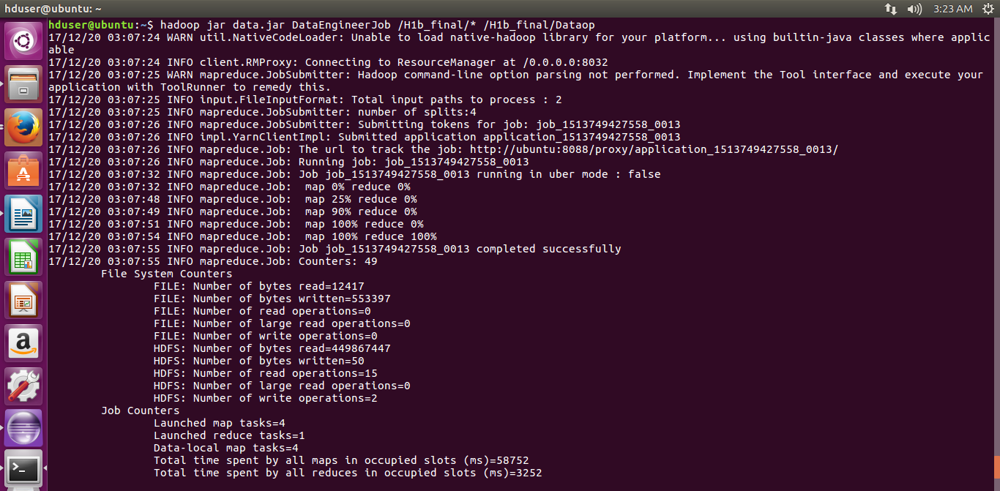 hduser@ubuntu: ~
3:23 AM
hduser@ubuntu:~$ hadoop jar data.jar DataEngineerJob /H1b_final/* /H1b_final/Dataop
17/12/20 03:07:24 WARN util.NativeCodeLoader: Unable to load native-hadoop library for your platform... using builtin-java classes where applic
able
17/12/20 03:07:24 INFO client.RMProxy: Connecting to ResourceManager at /0.0.0.0:8032
17/12/20 03:07:25 WARN mapreduce.JobSubmitter: Hadoop command-line option parsing not performed. Implement the Tool interface and execute your
application with ToolRunner to remedy this.
17/12/20 03:07:25 INFO input.FileInputFormat: Total input paths to process : 2
17/12/20 03:07:25 INFO mapreduce.JobSubmitter: number of splits:4
17/12/20 03:07:26 INFO mapreduce.JobSubmitter: Submitting tokens for job: job_1513749427558_0013
17/12/20 03:07:26 INFO impl.YarnClientImpl: Submitted application application_1513749427558_0013
17/12/20 03:07:26 INFO mapreduce.Job: The url to track the job: http://ubuntu:8088/proxy/application_1513749427558_0013/
17/12/20 03:07:26 INFO mapreduce.Job: Running job: job_1513749427558_0013
17/12/20 03:07:32 INFO mapreduce.Job: Job job_1513749427558_0013 running in uber mode : false
17/12/20 03:07:32 INFO mapreduce.Job:  map 0% reduce 0%
17/12/20 03:07:48 INFO mapreduce.Job:  map 25% reduce 0%
17/12/20 03:07:49 INFO mapreduce.Job:  map 90% reduce 0%
17/12/20 03:07:51 INFO mapreduce.Job:  map 100% reduce 0%
17/12/20 03:07:54 INFO mapreduce.Job:  map 100% reduce 100%
17/12/20 03:07:55 INFO mapreduce.Job: Job job_1513749427558_0013 completed successfully
17/12/20 03:07:55 INFO mapreduce.Job: Counters: 49
File System Counters
FILE: Number of bytes read=12417
FILE: Number of bytes written=553397
FILE: Number of read operations=0
FILE: Number of large read operations=0
FILE: Number of write operations=0
HDFS: Number of bytes read=449867447
HDFS: Number of bytes written=50
HDFS: Number of read operations=15
HDFS: Number of large read operations=0
HDFS: Number of write operations=2
Job Counters
Launched map tasks=4
Launched reduce tasks=1
Data-local map tasks=4
Total time spent by all maps in occupied slots (ms)=58752
Total time spent by all reduces in occupied slots (ms)=3252